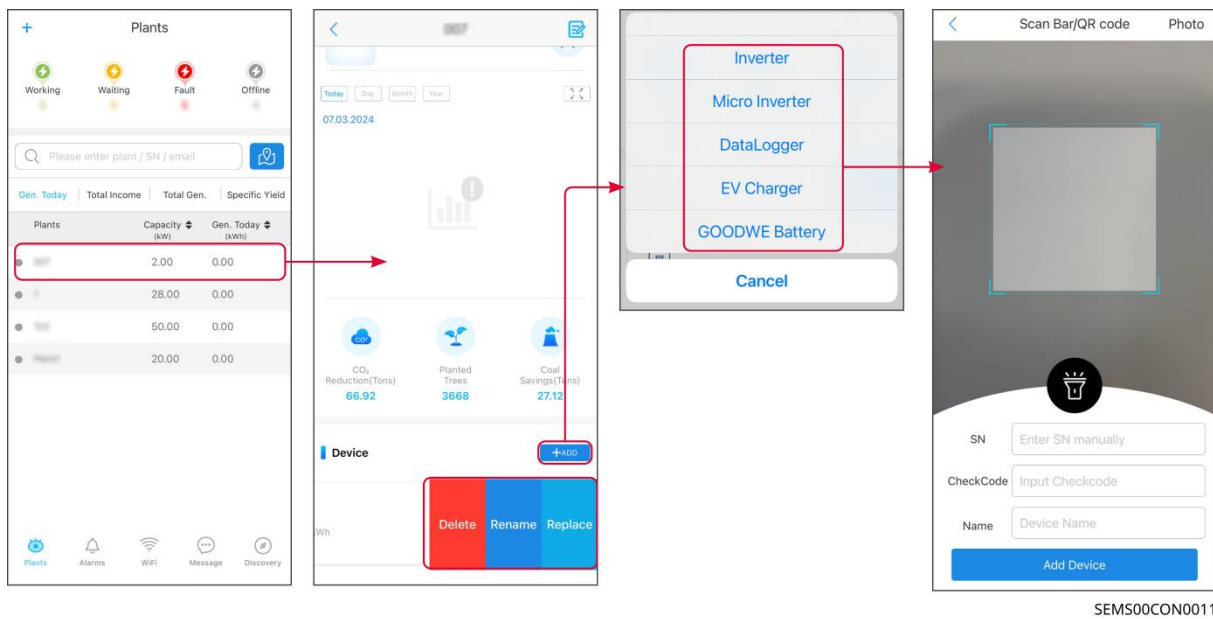 + Plants
Working Waiting Fault Offline
Please enter plant / SN / email
Gen. Today Total Income Total Gen. Specific Yield
Plants Capacity Gen. Today
(kW) (kWh)
2.00 0.00
28.00 0.00
50.00 0.00
20.00 0.00
Plants Alarms WiFi Message Discovery
007
Today Day Month Year
07.03.2024
CO₂
Reduction(Tons)
66.92
Planted
Trees
3668
Coal
Savings(Tons)
27.12
Device
+ADD
Wh
Delete Rename Replace
Inverter
Micro Inverter
DataLogger
EV Charger
GOODWE Battery
Cancel
Scan Bar/QR code Photo
SN Enter SN manually
CheckCode Input Checkcode
Name Device Name
Add Device
SEMS00CON0011